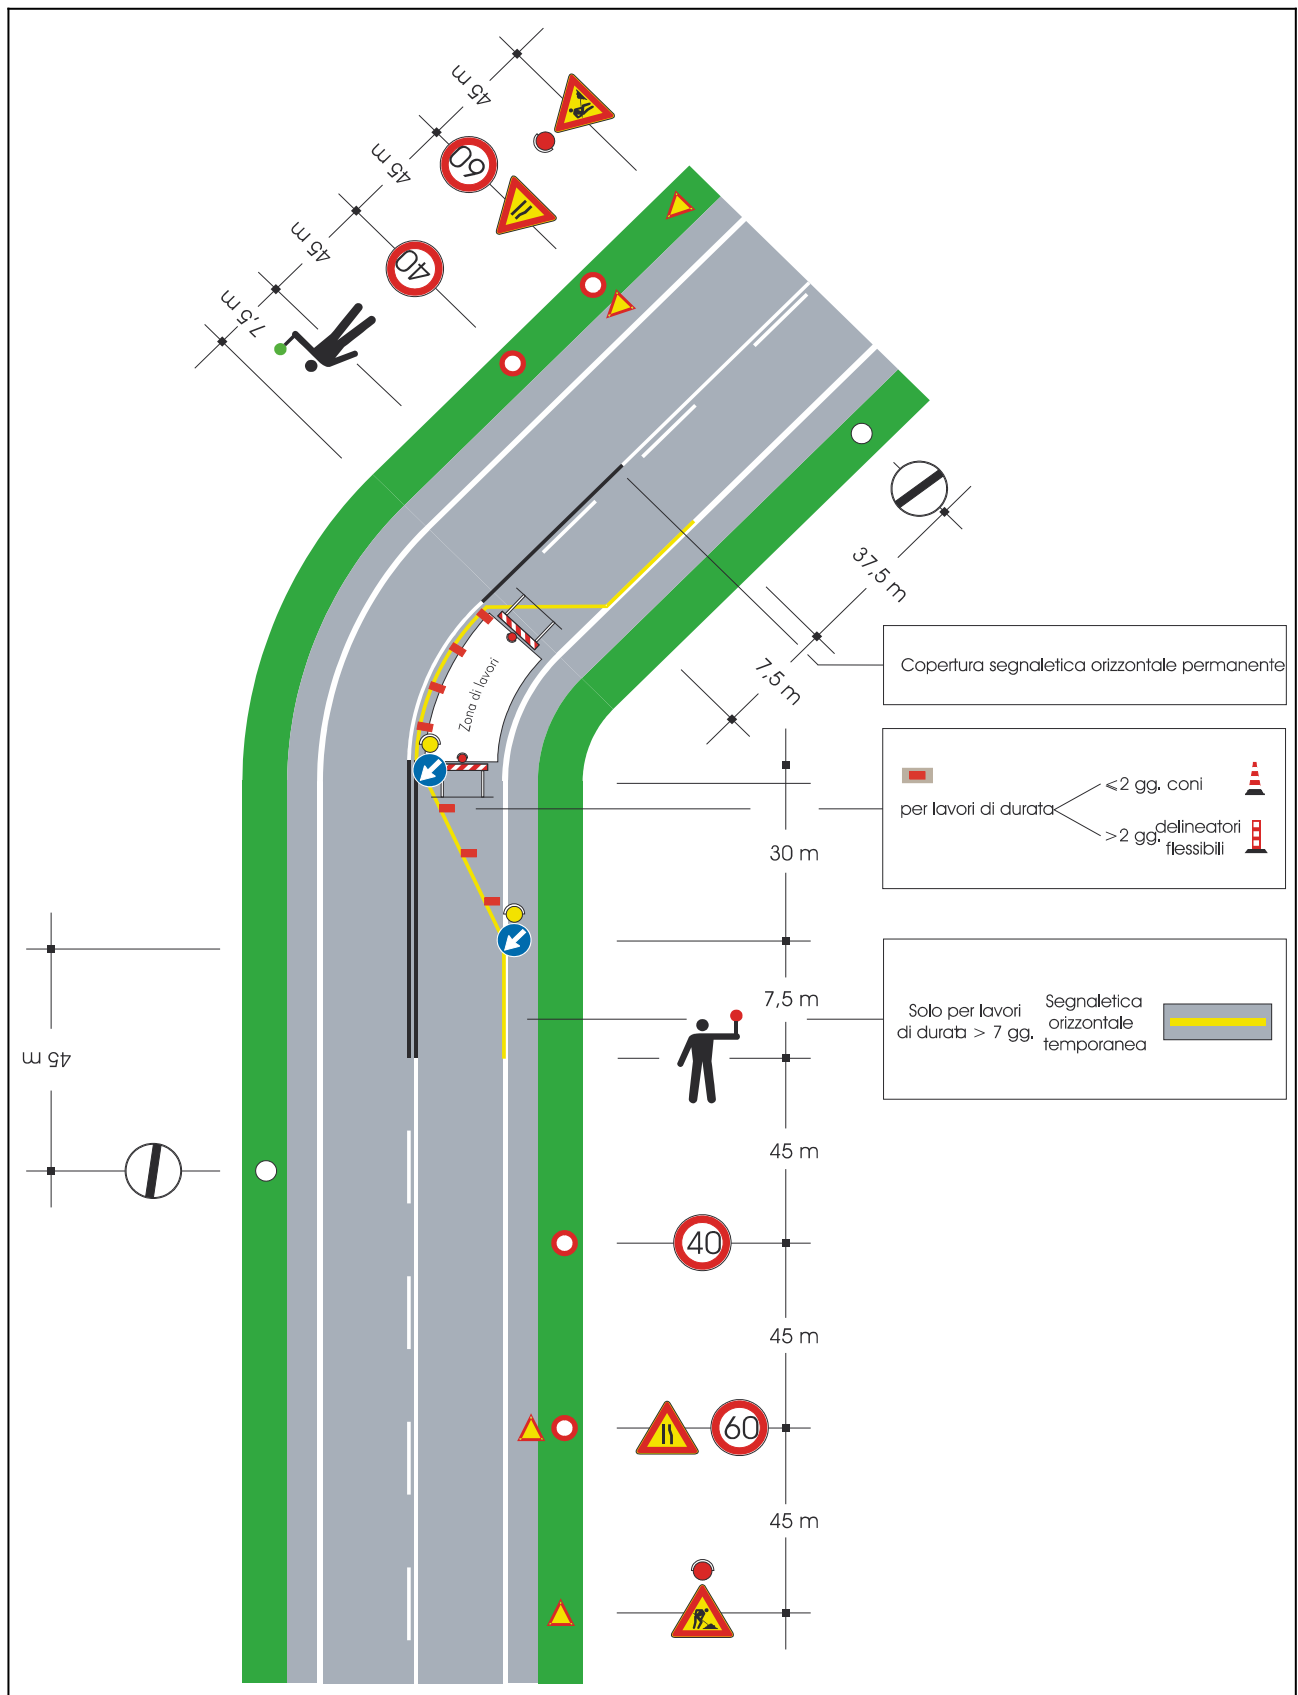 45 m
60
45 m
40
45 m
7,5 m
37,5 m
7,5 m
Copertura segnaletica orizzontale permanente
Zona di lavori
per lavori di durata
≤2 gg. coni
>2 gg. delineatori
flessibili
30 m
7,5 m
Solo per lavori
di durata > 7 gg.
Segnaletica
orizzontale
temporanea
45 m
45 m
40
45 m
60
45 m